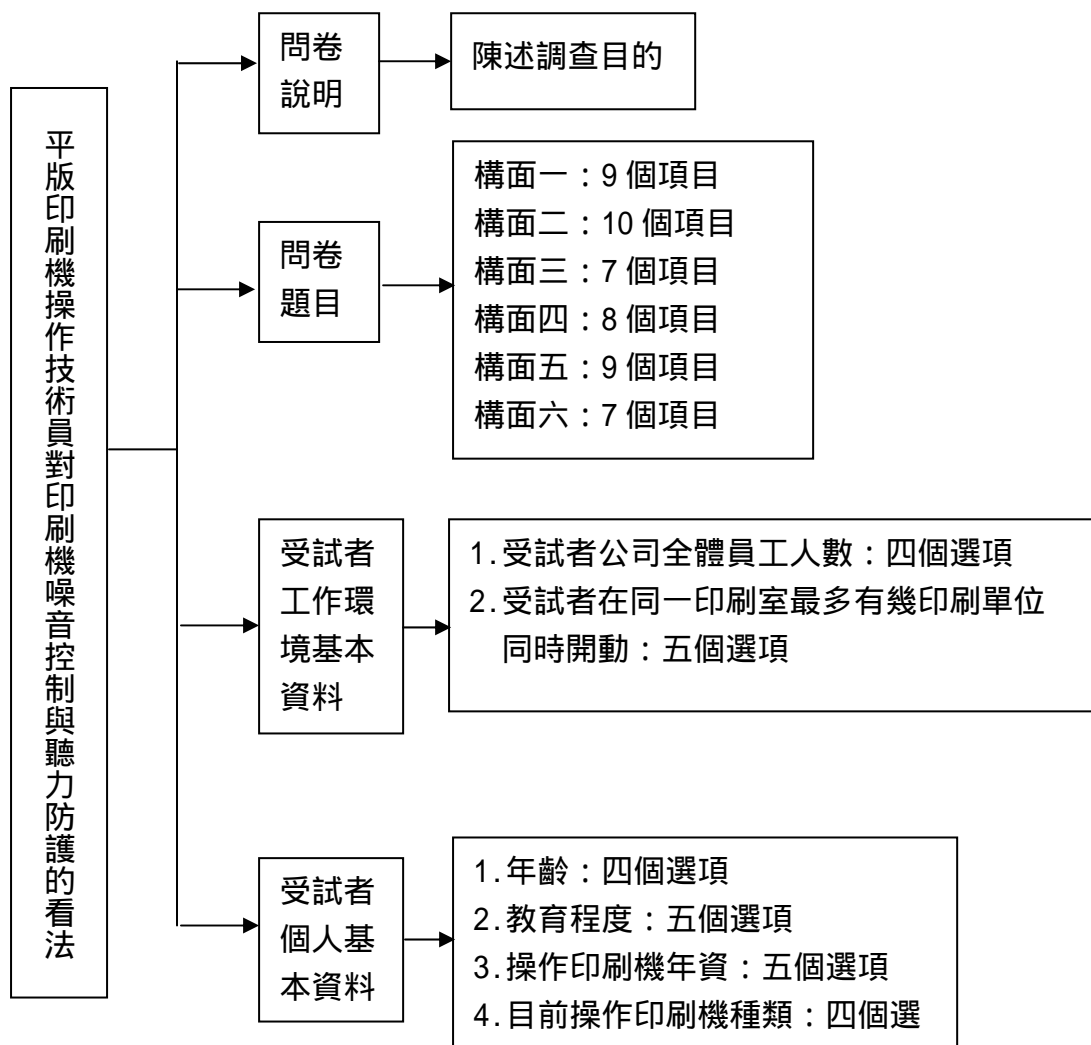 平版印刷機操作技術員對印刷機噪音控制與聽力防護的看法
問卷
說明
陳述調查目的
問卷
題目
構面一：9 個項目
構面二：10 個項目
構面三：7 個項目
構面四：8 個項目
構面五：9 個項目
構面六：7 個項目
受試者
工作環
境基本
資料
1.受試者公司全體員工人數：四個選項
2.受試者在同一印刷室最多有幾印刷單位
同時開動：五個選項
受試者
個人基
本資料
1.年齡：四個選項
2.教育程度：五個選項
3.操作印刷機年資：五個選項
4.目前操作印刷機種類：四個選